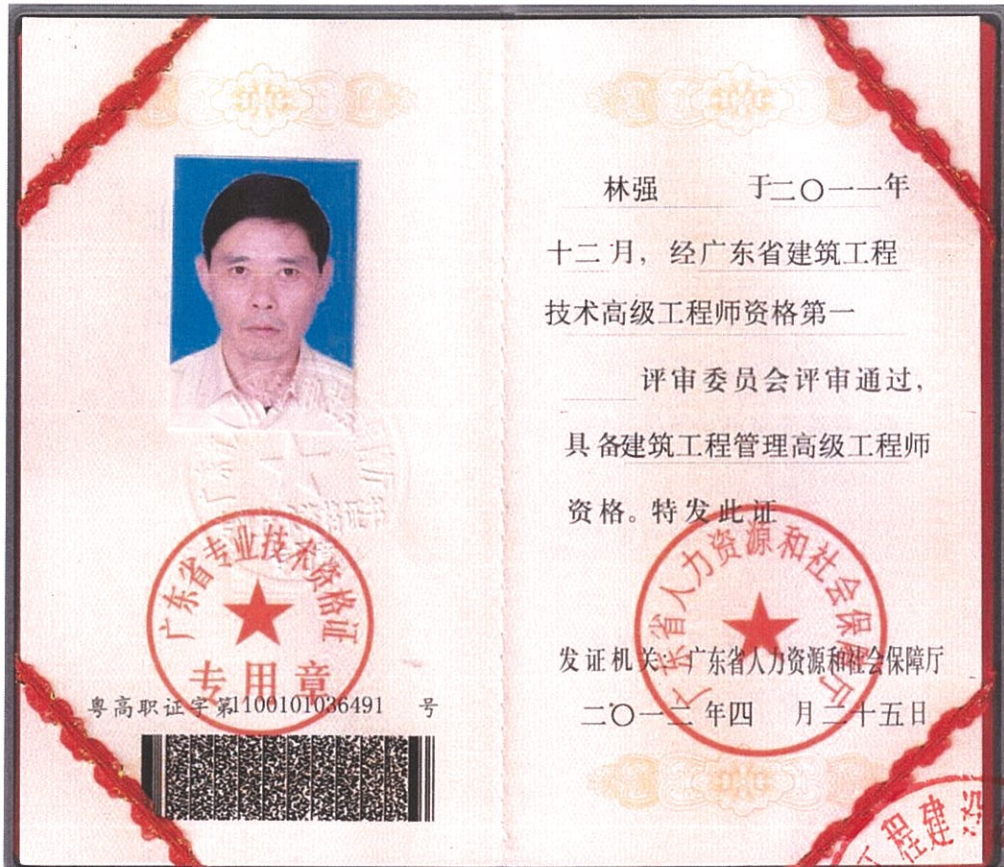 广东省专业技术资格证
专用章
粤高职证字第1100101036491 号
林强 于二〇一一年
十二月，经广东省建筑工程
技术高级工程师资格第一
评审委员会评审通过，
具备建筑工程管理高级工程师
资格。特发此证
广东省人力资源和社会保障厅
发证机关：广东省人力资源和社会保障厅
二〇一二年四 月二十五日
程建设